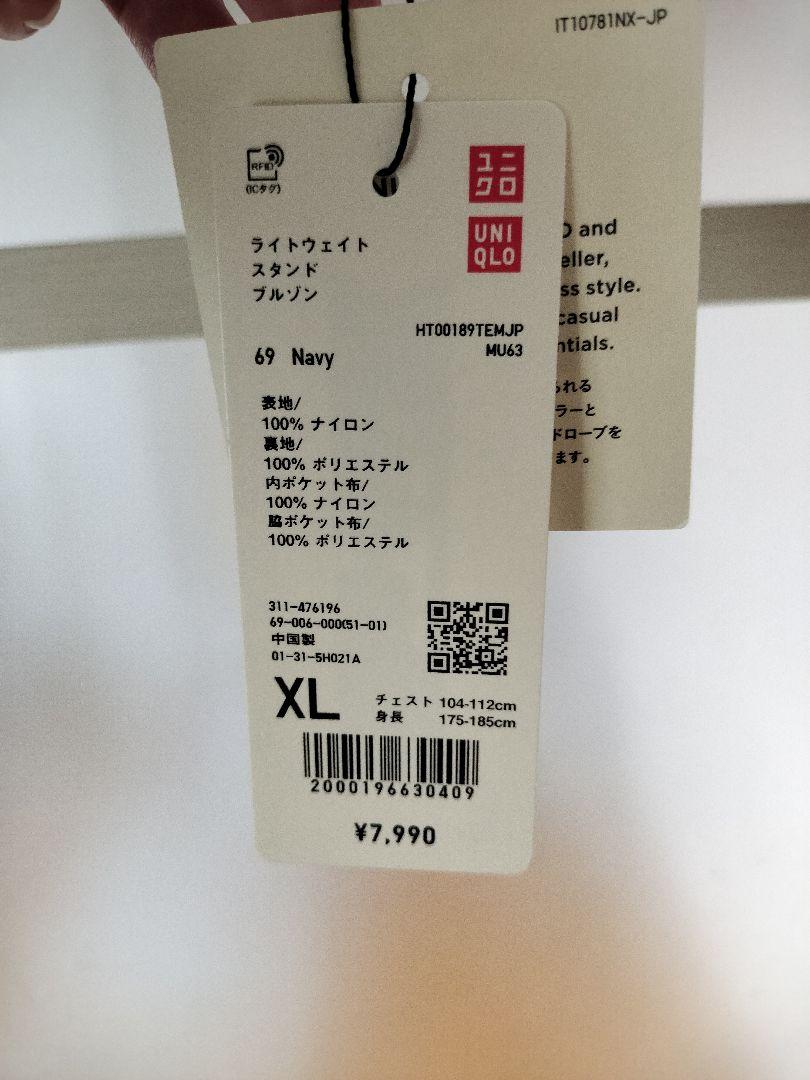 IT10781NX-JP
RFID
(ICタグ)
ユニ
クロ
UNI
QLO
ライトウェイト
スタンド
ブルゾン
HT00189TEMJP
MU63
69 Navy
表地/
100% ナイロン
裏地/
100% ポリエステル
内ポケット布/
100% ナイロン
脇ポケット布/
100% ポリエステル
311-476196
69-006-000(51-01)
中国製
01-31-5H021A
XL
チェスト 104-112cm
身長 175-185cm
2000196630409
¥7,990
and
eller,
ss style.
casual
ntials.
られる
ラーと
ドローブを
ます。